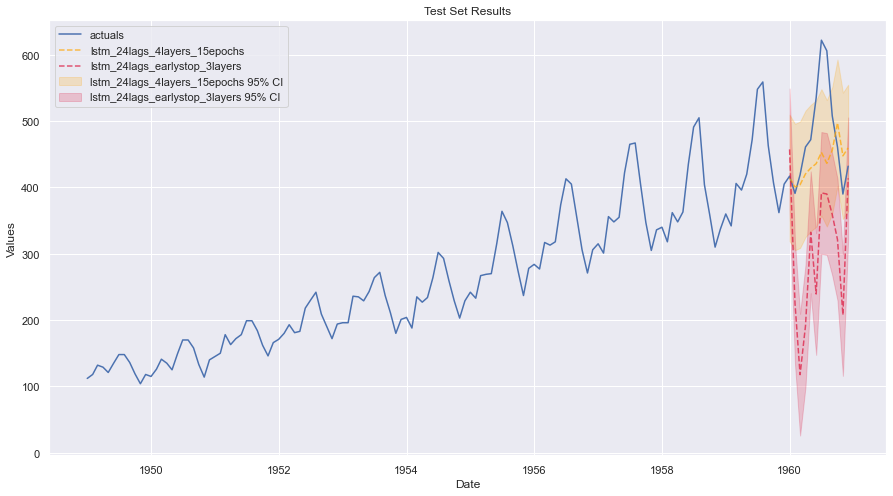 Test Set Results
actuals
lstm_24lags_4layers_15epochs
lstm_24lags_earlystop_3layers
lstm_24lags_4layers_15epochs 95% CI
lstm_24lags_earlystop_3layers 95% CI
600
500
400
300
200
100
0
Values
1950 1952 1954 1956 1958 1960
Date